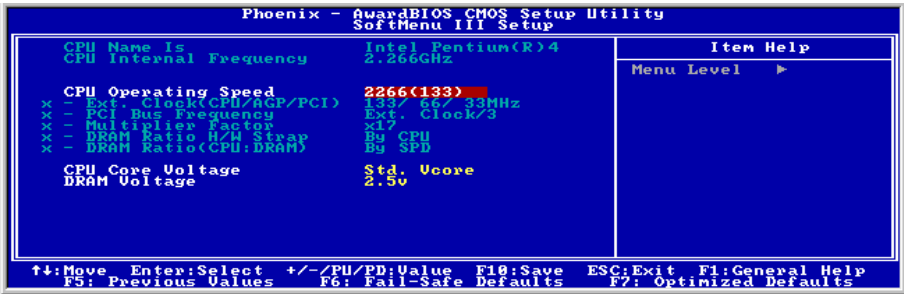 Phoenix - AwardBIOS CMOS Setup Utility
SoftMenu III Setup
CPU Name Is Intel Pentium(R)4
CPU Internal Frequency 2.266GHz
CPU Operating Speed 2266(133)
x - Ext. Clock(CPU/AGP/PCI) 133/ 66/ 33MHz
x - PCI Bus Frequency Ext. Clock/3
x - Multiplier Factor x17
x - DRAM Ratio H/W Strap By CPU
x - DRAM Ratio(CPU:DRAM) By SPD
CPU Core Voltage Std. Vcore
DRAM Voltage 2.5v
Item Help
Menu Level ►
↑↓:Move Enter:Select +/-/PU/PD:Value F10:Save ESC:Exit F1:General Help
F5: Previous Values F6: Fail-Safe Defaults F7: Optimized Defaults